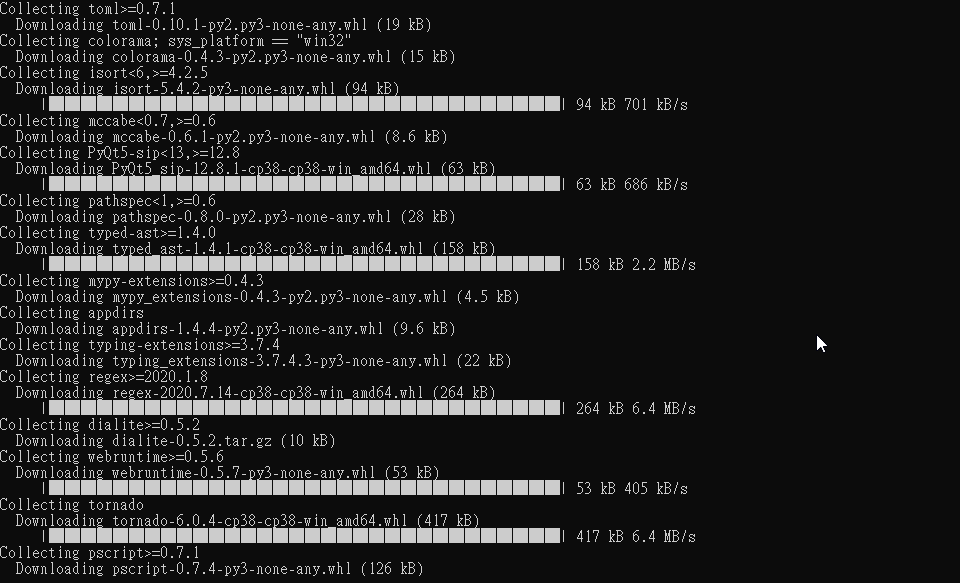 Collecting toml>=0.7.1
  Downloading toml-0.10.1-py2.py3-none-any.whl (19 kB)
Collecting colorama; sys_platform == "win32"
  Downloading colorama-0.4.3-py2.py3-none-any.whl (15 kB)
Collecting isort<6,>=4.2.5
  Downloading isort-5.4.2-py3-none-any.whl (94 kB)
| | 94 kB 701 kB/s
Collecting mccabe<0.7,>=0.6
  Downloading mccabe-0.6.1-py2.py3-none-any.whl (8.6 kB)
Collecting PyQt5-sip<13,>=12.8
  Downloading PyQt5_sip-12.8.1-cp38-cp38-win_amd64.whl (63 kB)
| | 63 kB 686 kB/s
Collecting pathspec<1,>=0.6
  Downloading pathspec-0.8.0-py2.py3-none-any.whl (28 kB)
Collecting typed-ast>=1.4.0
  Downloading typed_ast-1.4.1-cp38-cp38-win_amd64.whl (158 kB)
| | 158 kB 2.2 MB/s
Collecting mypy-extensions>=0.4.3
  Downloading mypy_extensions-0.4.3-py2.py3-none-any.whl (4.5 kB)
Collecting appdirs
  Downloading appdirs-1.4.4-py2.py3-none-any.whl (9.6 kB)
Collecting typing-extensions>=3.7.4
  Downloading typing_extensions-3.7.4.3-py3-none-any.whl (22 kB)
Collecting regex>=2020.1.8
  Downloading regex-2020.7.14-cp38-cp38-win_amd64.whl (264 kB)
| | 264 kB 6.4 MB/s
Collecting dialite>=0.5.2
  Downloading dialite-0.5.2.tar.gz (10 kB)
Collecting webruntime>=0.5.6
  Downloading webruntime-0.5.7-py3-none-any.whl (53 kB)
| | 53 kB 405 kB/s
Collecting tornado
  Downloading tornado-6.0.4-cp38-cp38-win_amd64.whl (417 kB)
| | 417 kB 6.4 MB/s
Collecting pscript>=0.7.1
  Downloading pscript-0.7.4-py3-none-any.whl (126 kB)